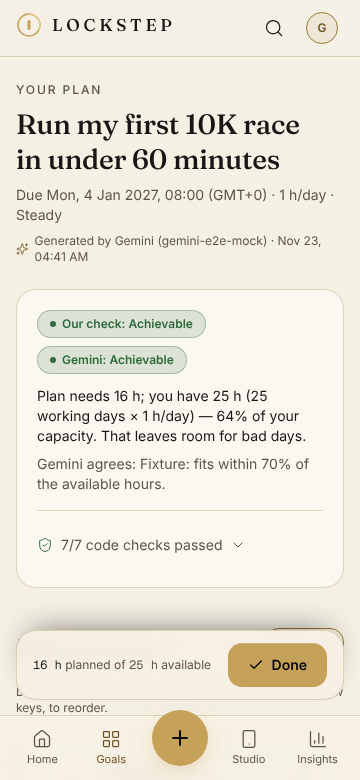 LOCKSTEP
G
YOUR PLAN
Run my first 10K race
in under 60 minutes
Due Mon, 4 Jan 2027, 08:00 (GMT+0) · 1 h/day ·
Steady
Generated by Gemini (gemini-e2e-mock) · Nov 23,
04:41 AM
Our check: Achievable
Gemini: Achievable
Plan needs 16 h; you have 25 h (25
working days × 1 h/day) — 64% of your
capacity. That leaves room for bad days.
Gemini agrees: Fixture: fits within 70% of
the available hours.
7/7 code checks passed
16 h planned of 25 h available
Done
keys, to reorder.
Home
Goals
Studio
Insights